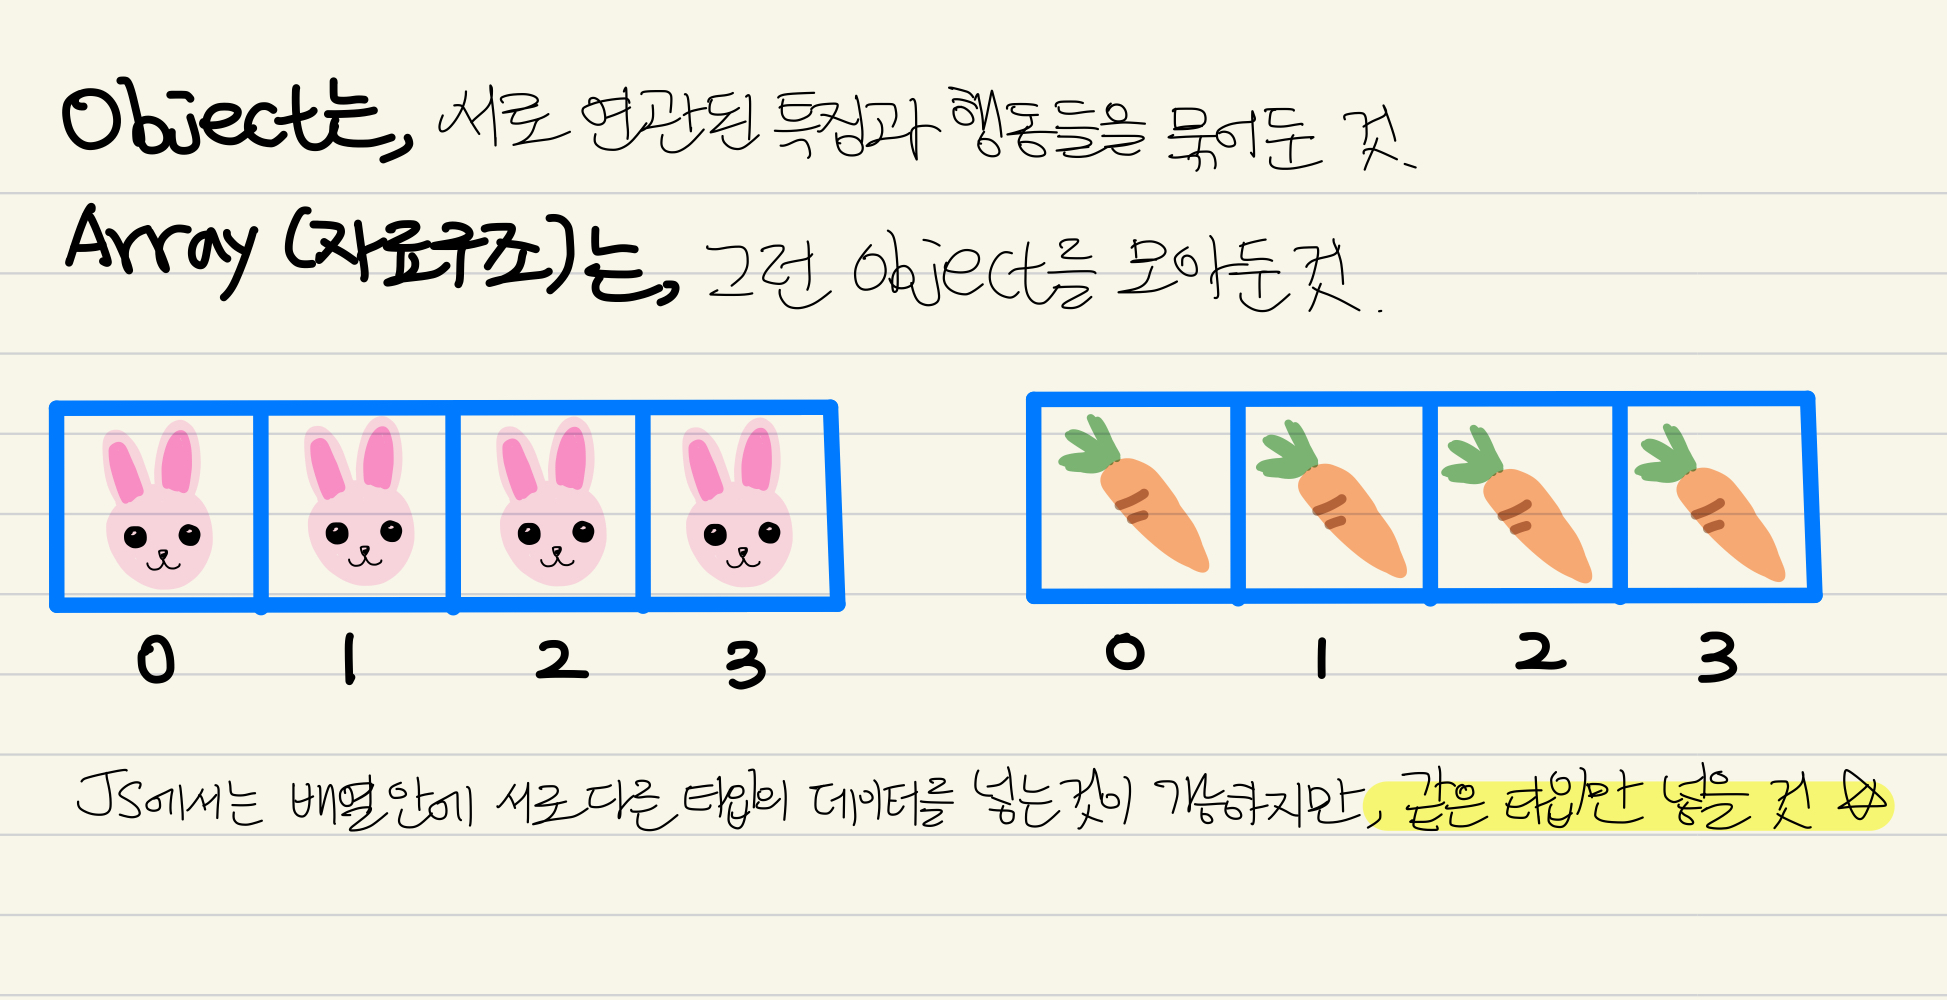 Object는, 서로 연관된 특징과 행동들을 묶어둔 것.
Array (자료구조)는, 그런 Object를 모아둔것.
0 1 2 3 0 1 2 3
JS에서는 배열안에 서로다른 타입의 데이터를 넣는것이 가능하지만, 같은 타입만 넣을 것 ☆